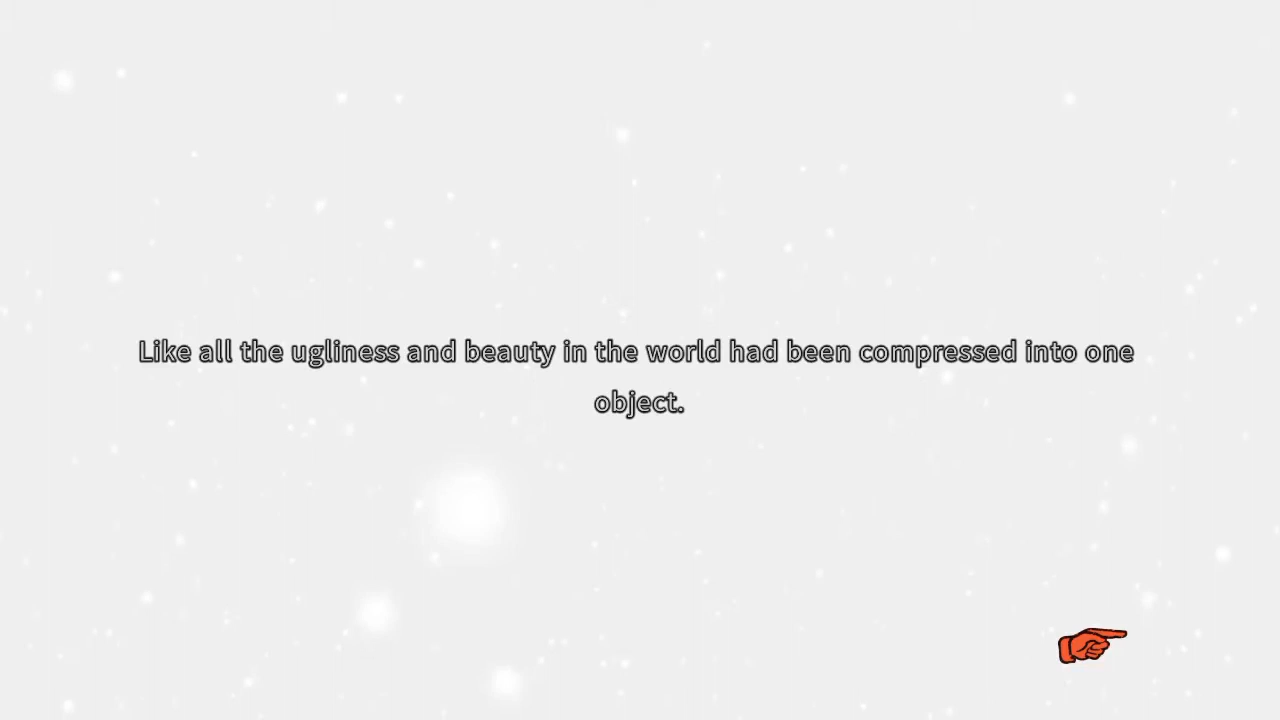 Like all the ugliness and beauty in the world had been compressed into one
object.